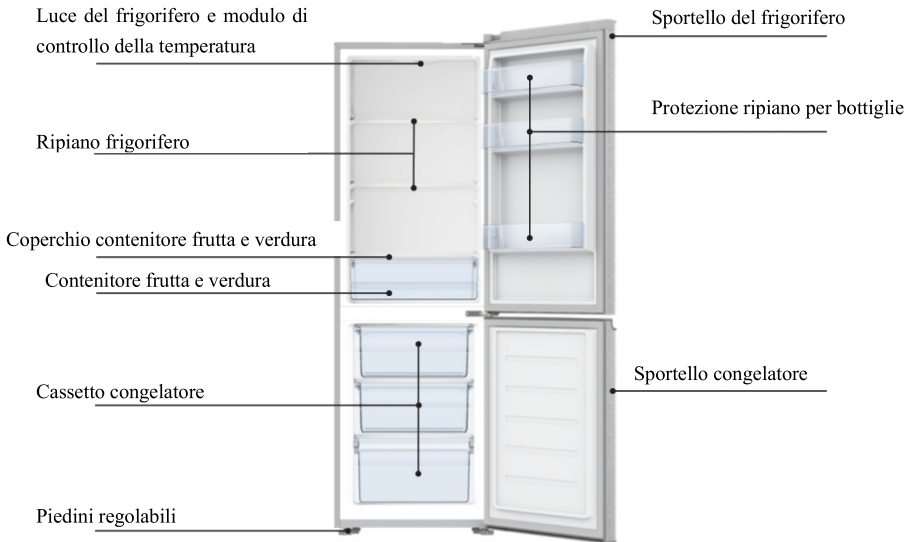 Luce del frigorifero e modulo di
controllo della temperatura
Ripiano frigorifero
Coperchio contenitore frutta e verdura
Contenitore frutta e verdura
Cassetto congelatore
Piedini regolabili
Sportello del frigorifero
Protezione ripiano per bottiglie
Sportello congelatore